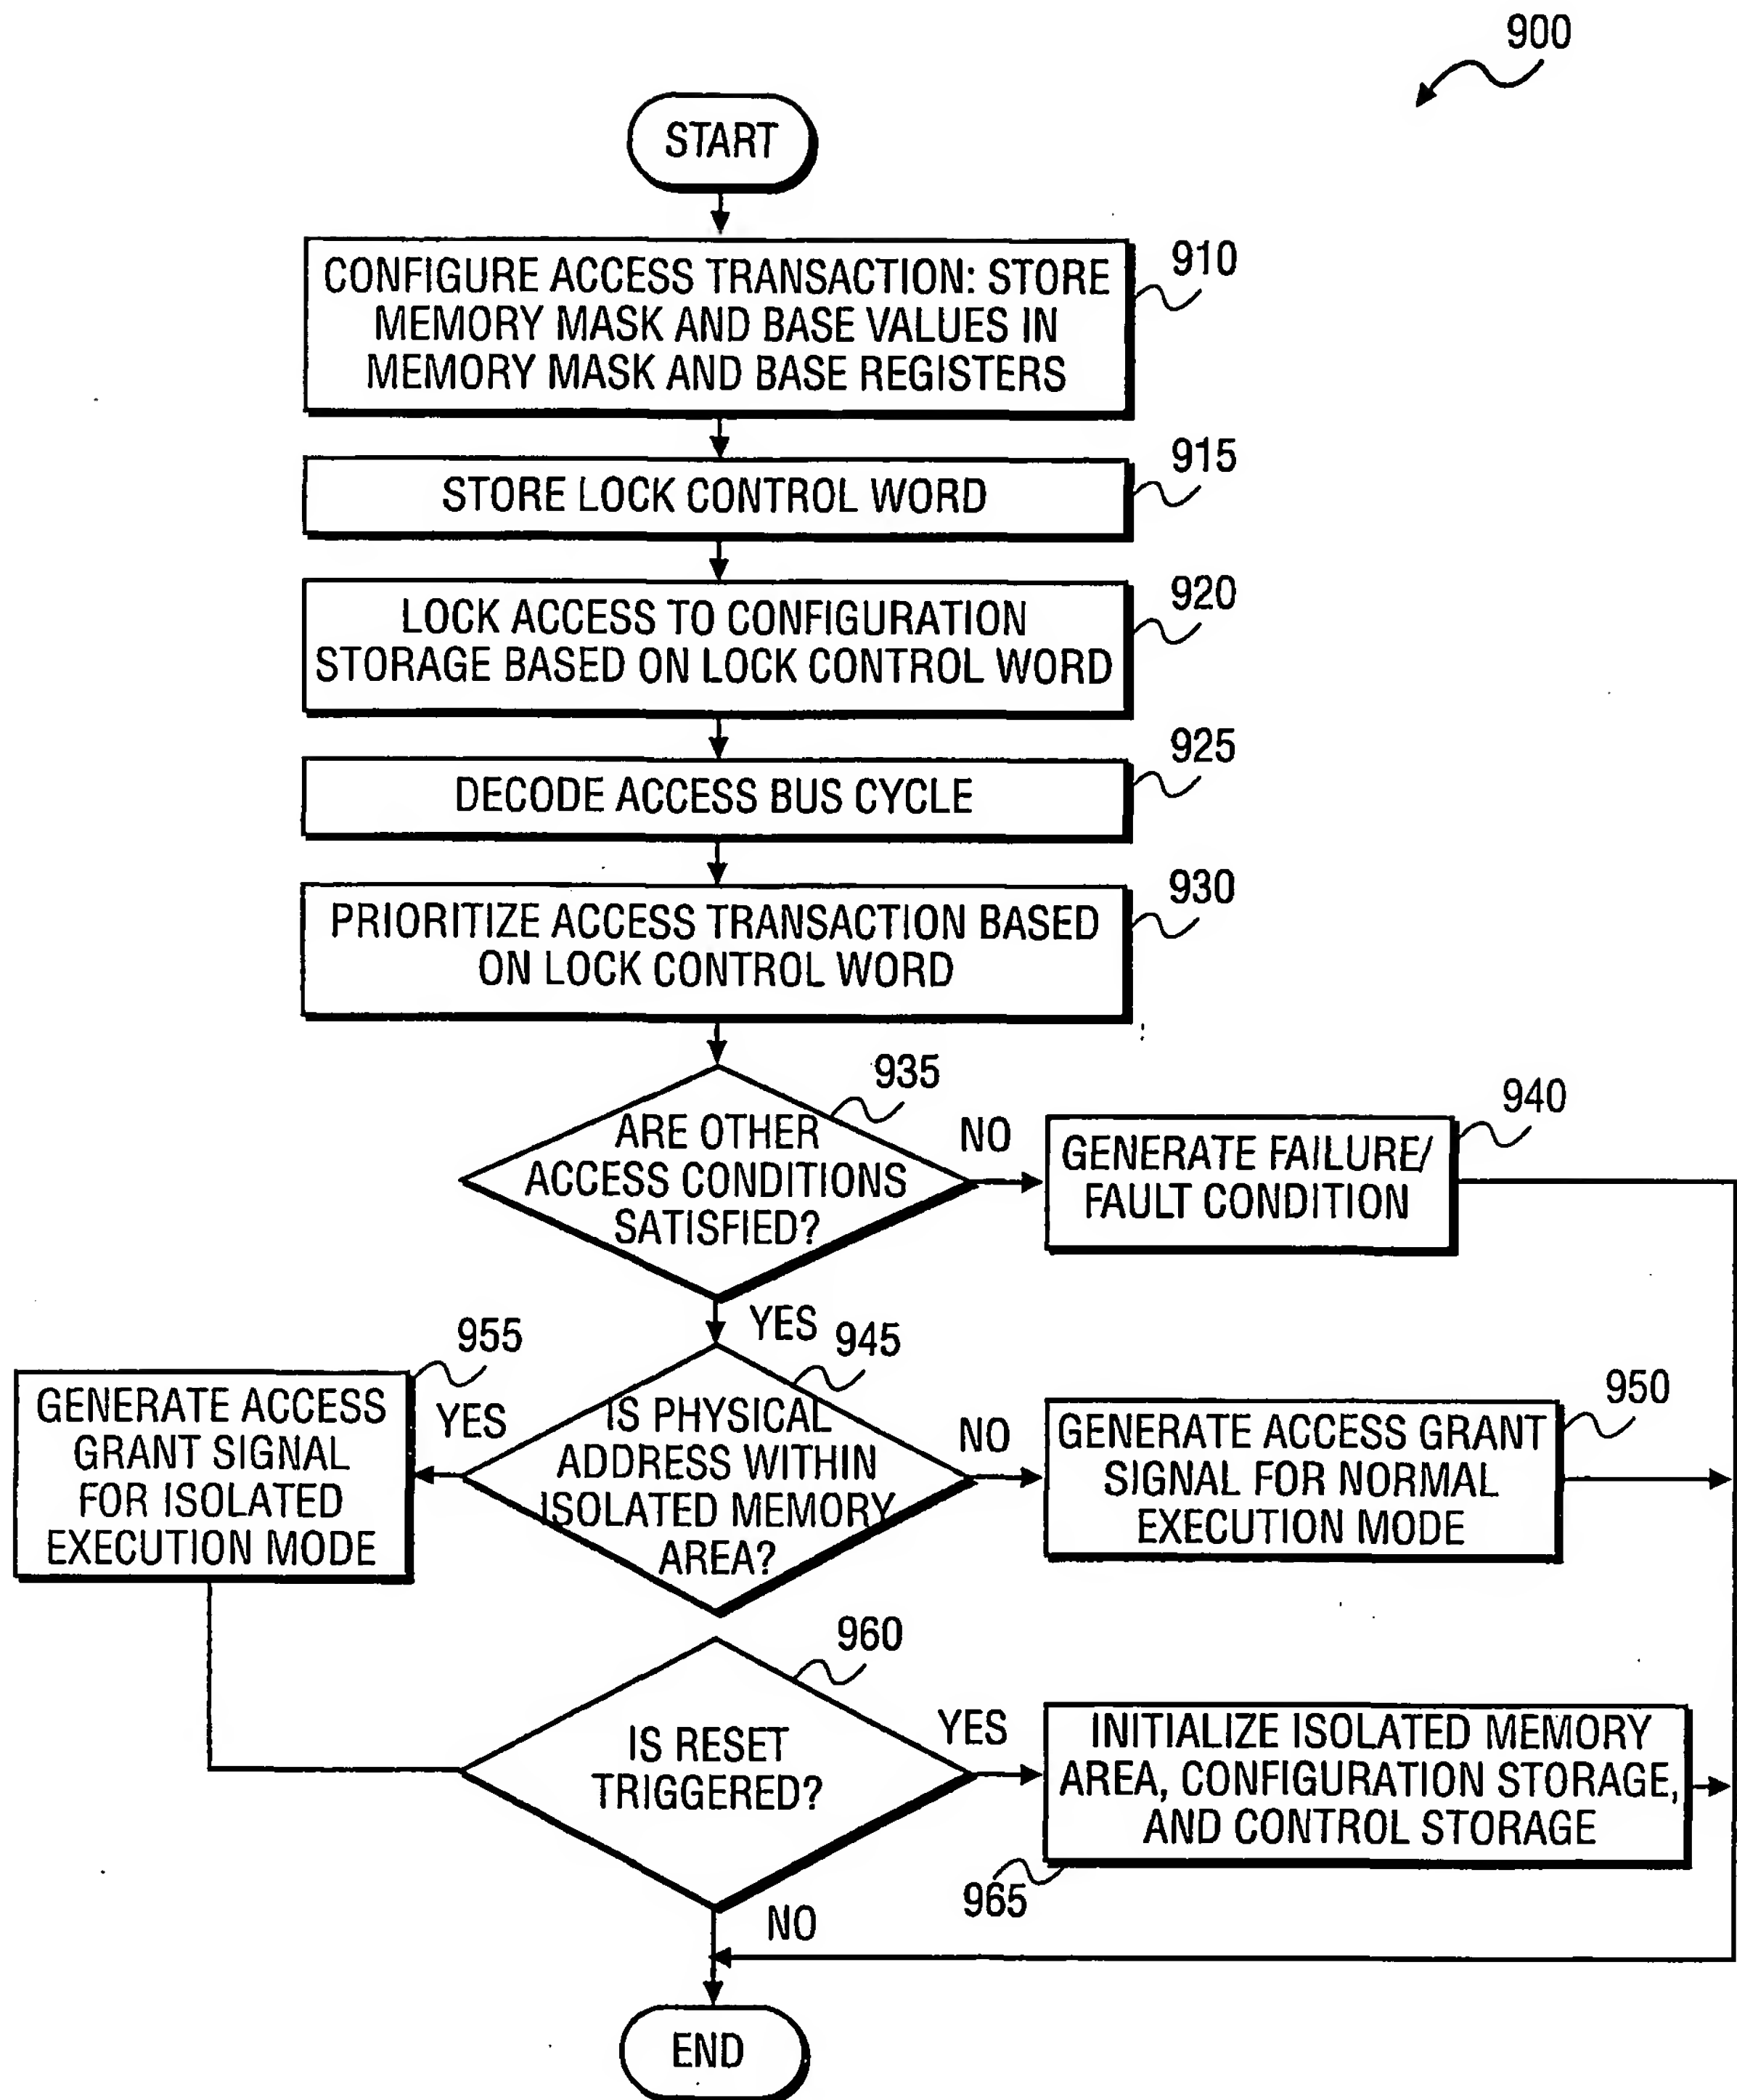 900
START
CONFIGURE ACCESS TRANSACTION: STORE
MEMORY MASK AND BASE VALUES IN
MEMORY MASK AND BASE REGISTERS
910
STORE LOCK CONTROL WORD
915
LOCK ACCESS TO CONFIGURATION
STORAGE BASED ON LOCK CONTROL WORD
920
DECODE ACCESS BUS CYCLE
925
PRIORITIZE ACCESS TRANSACTION BASED
ON LOCK CONTROL WORD
930
935
ARE OTHER
ACCESS CONDITIONS
SATISFIED?
NO
940
GENERATE FAILURE/
FAULT CONDITION
YES
945
IS PHYSICAL
ADDRESS WITHIN
ISOLATED MEMORY
AREA?
YES
955
GENERATE ACCESS
GRANT SIGNAL
FOR ISOLATED
EXECUTION MODE
NO
950
GENERATE ACCESS GRANT
SIGNAL FOR NORMAL
EXECUTION MODE
960
IS RESET
TRIGGERED?
YES
INITIALIZE ISOLATED MEMORY
AREA, CONFIGURATION STORAGE,
AND CONTROL STORAGE
965
NO
END